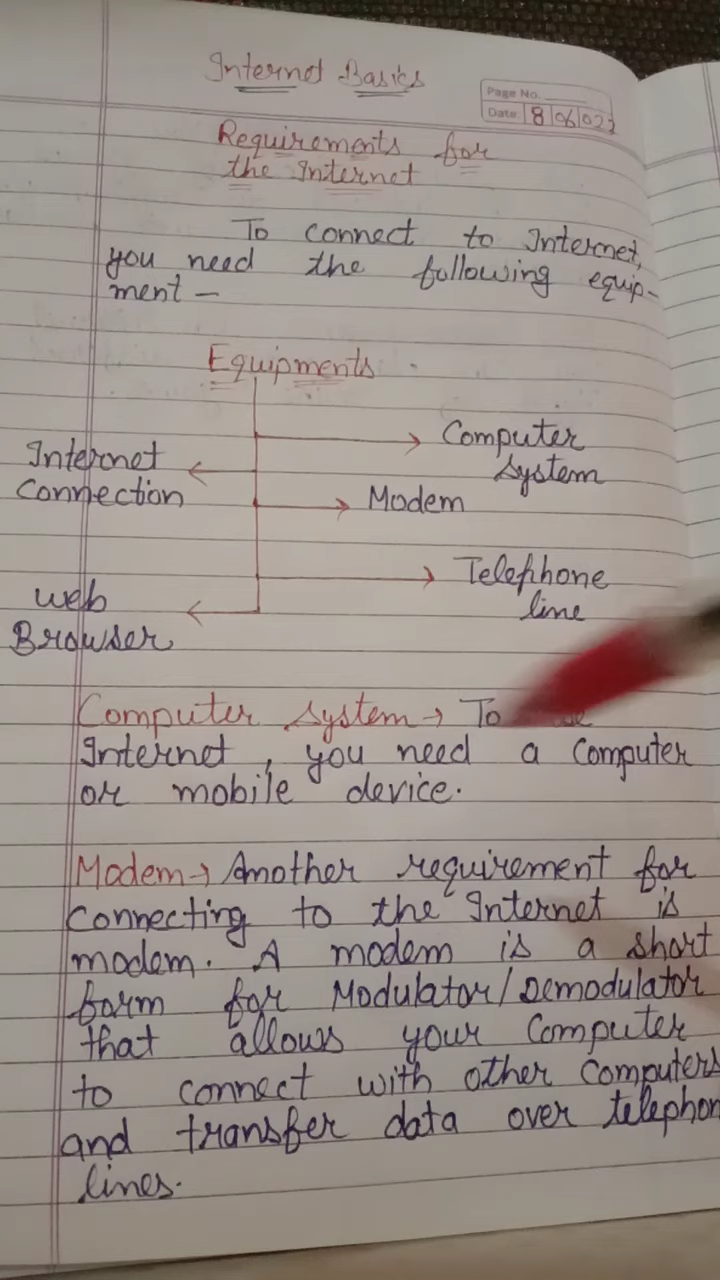 Internet Basics
Page No.
Date: 8/06/022
Requirements for
the Internet
To connect to Internet,
you need the following equip-
ment –
Equipments
Computer
System
Internet
Connection
Modem
Telephone
line
Web
Browser
Computer System → To
Internet, you need a Computer
or mobile device.
Modem → Another requirement for
connecting to the Internet is
modem. A modem is a short
form for Modulator/Demodulator
that allows your Computer
to connect with other Computers
and transfer data over telephon
lines.